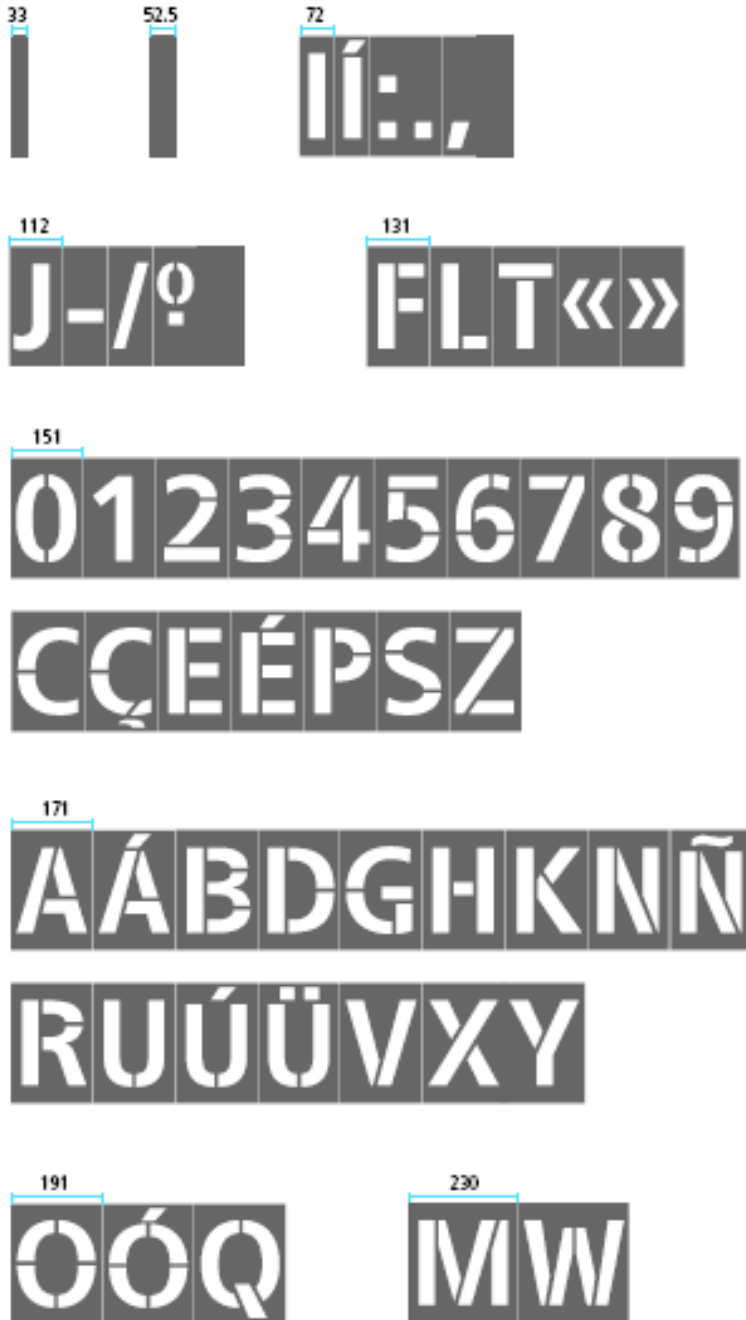 33 52.5 72
IÍ:.,
112 131
J-/º FLT«»
151
0123456789
CÇEÉPSZ
171
AÁBDGHKNÑ
RUÚÜVXY
191 230
OÓQ MW